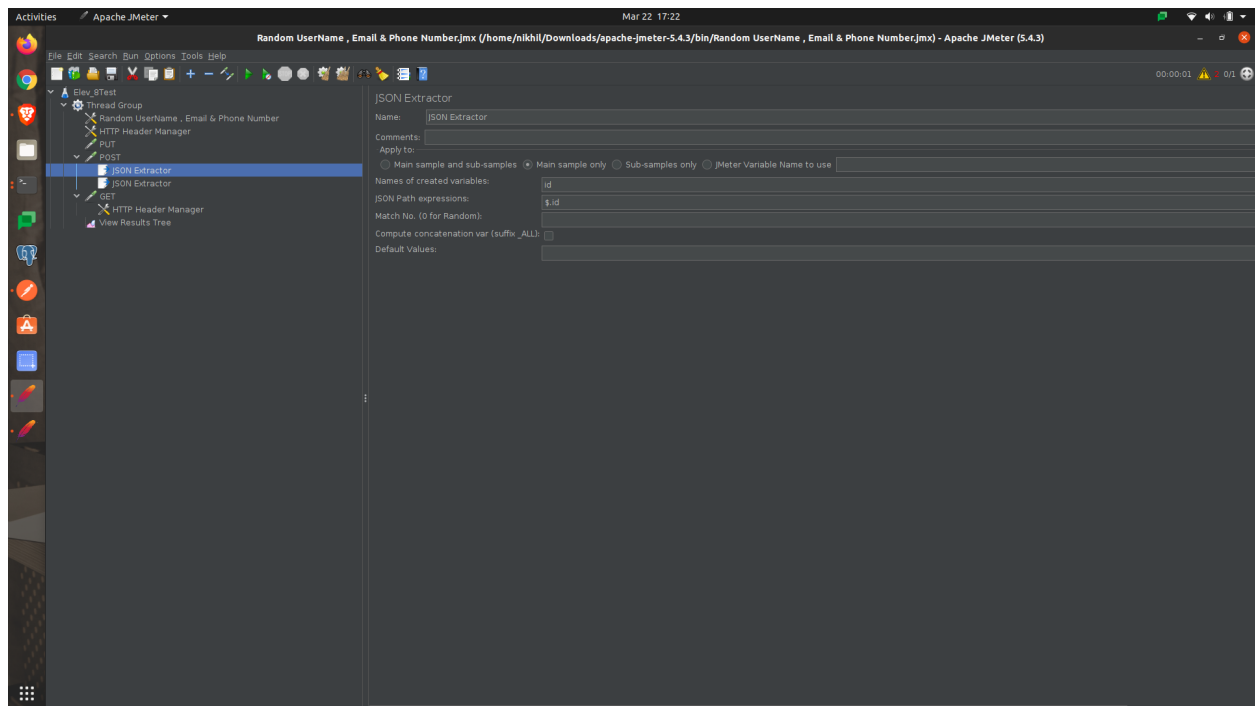 Activities Apache JMeter Mar 22 17:22
Random UserName , Email & Phone Number.jmx (/home/nikhil/Downloads/apache-jmeter-5.4.3/bin/Random UserName , Email & Phone Number.jmx) - Apache JMeter (5.4.3)
File Edit Search Run Options Tools Help
00:00:01 0/1
Elev_8Test
Thread Group
Random UserName , Email & Phone Number
HTTP Header Manager
PUT
POST
JSON Extractor
JSON Extractor
GET
HTTP Header Manager
View Results Tree
JSON Extractor
Name: JSON Extractor
Comments:
Apply to:
Main sample and sub-samples Main sample only Sub-samples only JMeter Variable Name to use
Names of created variables: id
JSON Path expressions: $.id
Match No. (0 for Random):
Compute concatenation var (suffix _ALL):
Default Values: